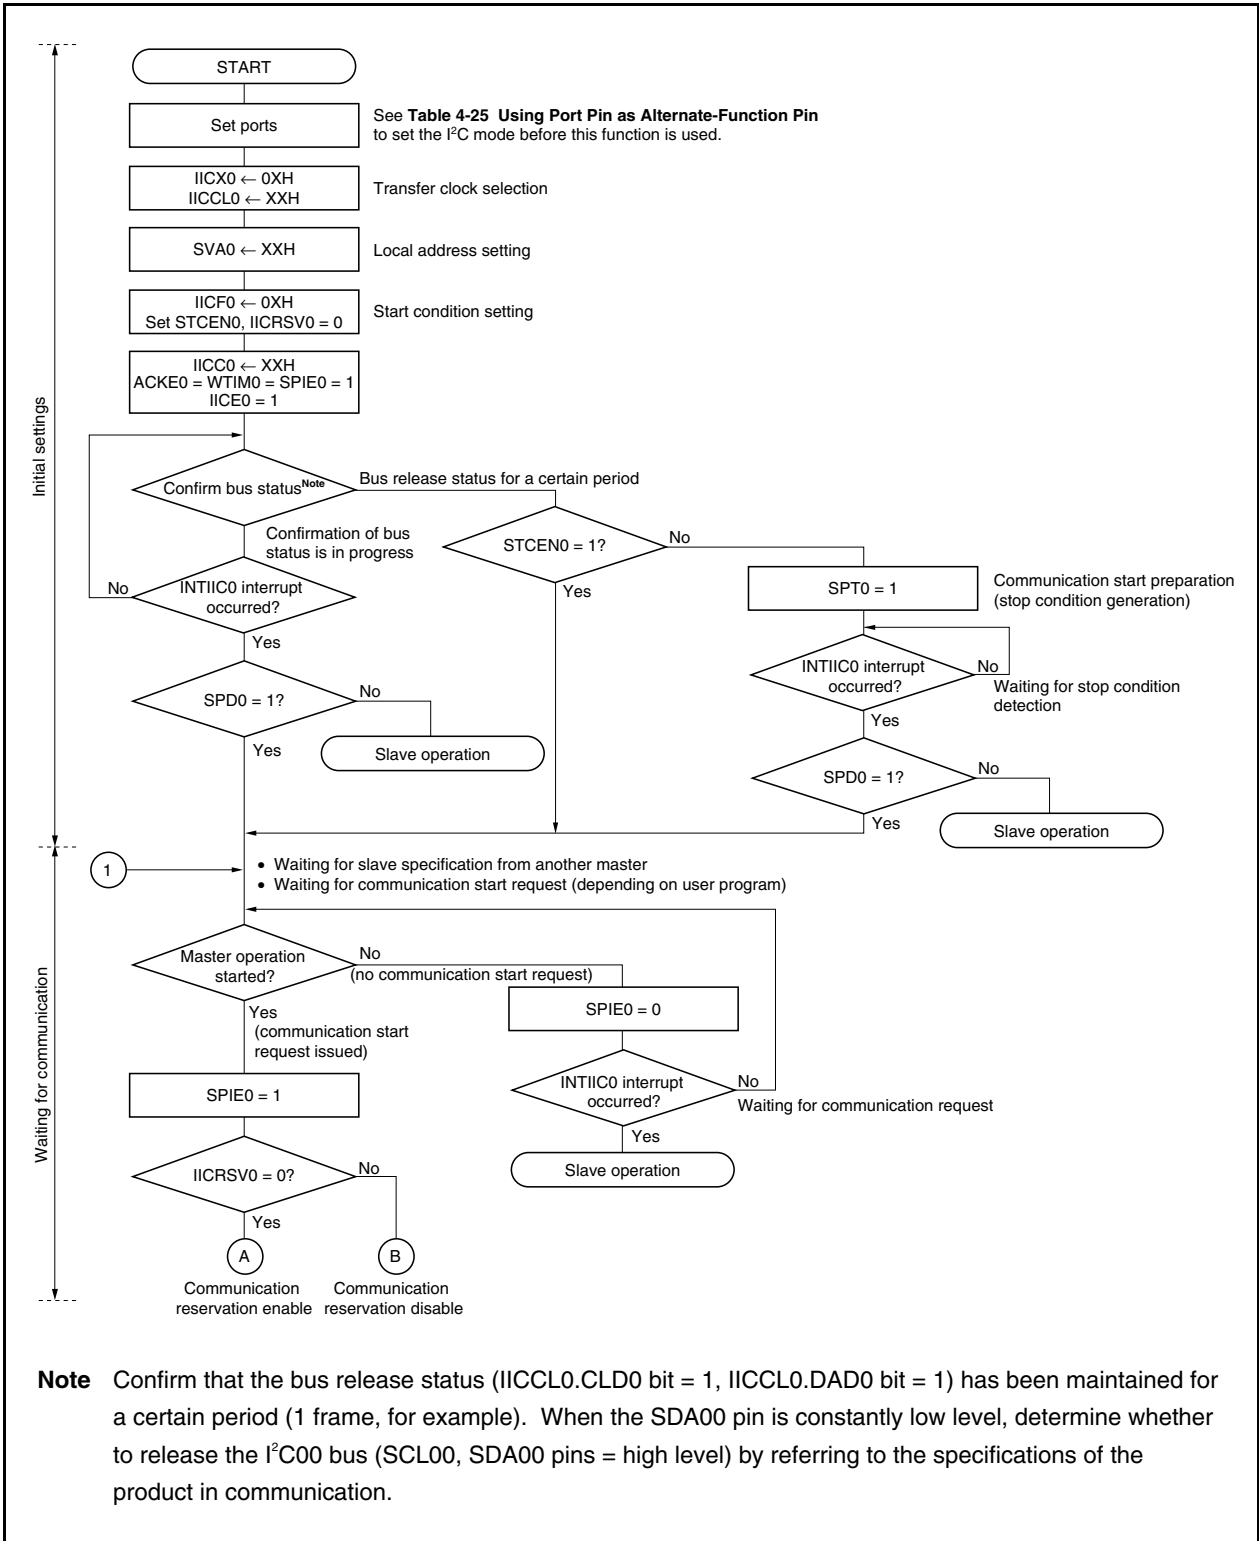 START
Set ports
See Table 4-25 Using Port Pin as Alternate-Function Pin
to set the I²C mode before this function is used.
IICX0 ← 0XH
IICCL0 ← XXH
Transfer clock selection
SVA0 ← XXH
Local address setting
IICF0 ← 0XH
Set STCEN0, IICRSV0 = 0
Start condition setting
IICC0 ← XXH
ACKE0 = WTIM0 = SPIE0 = 1
IICE0 = 1
Initial settings
Confirm bus statusNote
Bus release status for a certain period
Confirmation of bus
status is in progress
STCEN0 = 1?
No
Yes
SPT0 = 1
Communication start preparation
(stop condition generation)
INTIIC0 interrupt
occurred?
No
Yes
INTIIC0 interrupt
occurred?
No
Waiting for stop condition
detection
Yes
SPD0 = 1?
No
Yes
Slave operation
SPD0 = 1?
No
Yes
Slave operation
1
• Waiting for slave specification from another master
• Waiting for communication start request (depending on user program)
Waiting for communication
Master operation
started?
No
(no communication start request)
Yes
(communication start
request issued)
SPIE0 = 0
INTIIC0 interrupt
occurred?
No
Waiting for communication request
Yes
Slave operation
SPIE0 = 1
IICRSV0 = 0?
No
Yes
A
B
Communication
reservation enable
Communication
reservation disable
Note Confirm that the bus release status (IICCL0.CLD0 bit = 1, IICCL0.DAD0 bit = 1) has been maintained for
a certain period (1 frame, for example). When the SDA00 pin is constantly low level, determine whether
to release the I²C00 bus (SCL00, SDA00 pins = high level) by referring to the specifications of the
product in communication.